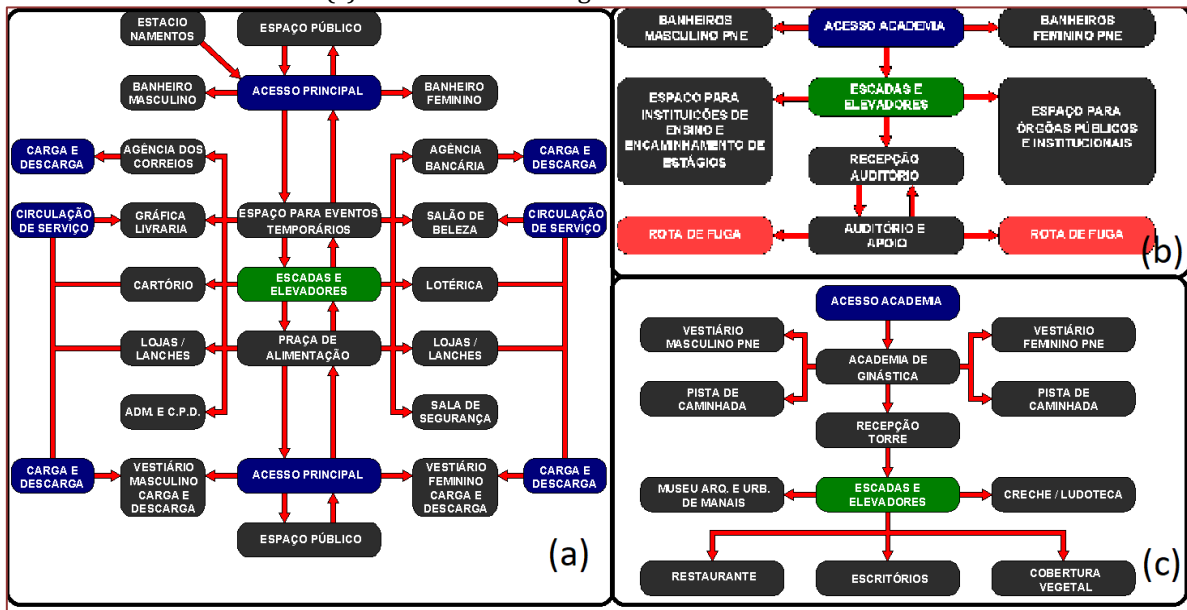 ESTACIO
NAMENTOS
ESPAÇO PÚBLICO
BANHEIRO
MASCULINO
ACESSO PRINCIPAL
BANHEIRO
FEMININO
CARGA E
DESCARGA
AGÊNCIA DOS
CORREIOS
AGÊNCIA
BANCÁRIA
CARGA E
DESCARGA
CIRCULAÇÃO
DE SERVIÇO
GRÁFICA
LIVRARIA
ESPAÇO PARA EVENTOS
TEMPORÁRIOS
SALÃO DE
BELEZA
CIRCULAÇÃO
DE SERVIÇO
CARTÓRIO
ESCADAS E
ELEVADORES
LOTÉRICA
LOJAS /
LANCHES
PRAÇA DE
ALIMENTAÇÃO
LOJAS /
LANCHES
ADM. E C.P.D.
SALA DE
SEGURANÇA
CARGA E
DESCARGA
VESTIÁRIO
MASCULINO
CARGA E
DESCARGA
ACESSO PRINCIPAL
VESTIÁRIO
FEMININO
CARGA E
DESCARGA
CARGA E
DESCARGA
ESPAÇO PÚBLICO
(a)
BANHEIROS
MASCULINO PNE
ACESSO ACADEMIA
BANHEIROS
FEMININO PNE
ESPACO PARA
INSTITUIÇÕES DE
ENSINO E
ENCAMINHAMENTO DE
ESTÁGIOS
ESCADAS E
ELEVADORES
ESPAÇO PARA
ÓRGÃOS PÚBLICOS
E INSTITUCIONAIS
RECEPÇÃO
AUDITÓRIO
ROTA DE FUGA
AUDITÓRIO E
APOIO
ROTA DE FUGA
(b)
ACESSO ACADEMIA
VESTIÁRIO
MASCULINO PNE
VESTIÁRIO
FEMININO PNE
ACADEMIA DE
GINÁSTICA
PISTA DE
CAMINHADA
PISTA DE
CAMINHADA
RECEPÇÃO
TORRE
MUSEU ARQ. E URB.
DE MANAIS
ESCADAS E
ELEVADORES
CRECHE / LUDOTECA
RESTAURANTE
ESCRITÓRIOS
COBERTURA
VEGETAL
(c)